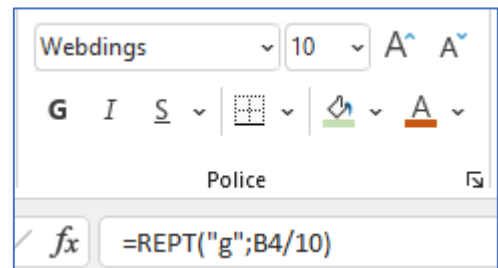 Webdings 10 A A
G I S A
Police
fx =REPT("g";B4/10)